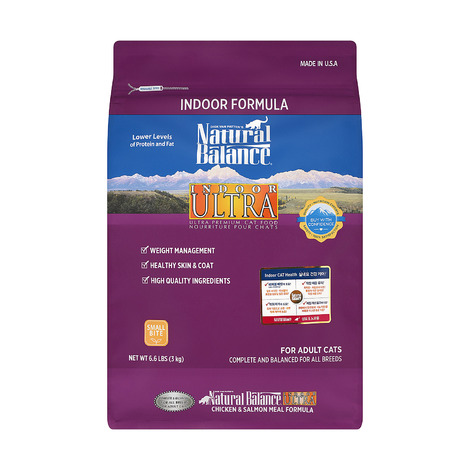 MADE IN U.S.A
INDOOR FORMULA
Lower Levels
of Protein and Fat
DICK VAN PATTEN'S
Natural
Balance
INDOOR
ULTRA
ULTRA PREMIUM CAT FOOD
NOURRITURE POUR CHATS
BUY WITH
CONFIDENCE
WEIGHT MANAGEMENT
HEALTHY SKIN & COAT
HIGH QUALITY INGREDIENTS
Indoor CAT Health
SMALL
BITE
NET WT 6.6 LBS (3 kg)
FOR ADULT CATS
COMPLETE AND BALANCED FOR ALL BREEDS
Natural Balance
CHICKEN & SALMON MEAL FORMULA